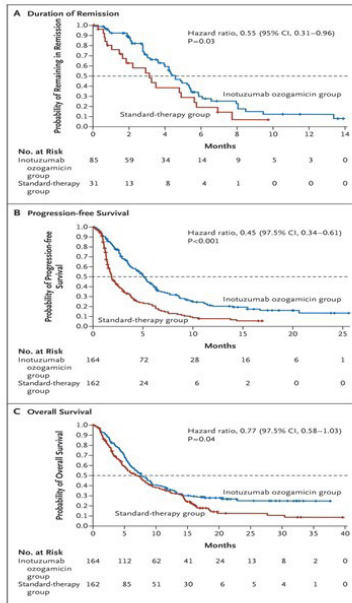 A Duration of Remission
Hazard ratio, 0.55 (95% CI, 0.31–0.96)
P=0.03
Probability of Remaining in Remission
1.0
0.9
0.8
0.7
0.6
0.5
0.4
0.3
0.2
0.1
0.0
Inotuzumab ozogamicin group
Standard-therapy group
0 2 4 6 8 10 12 14
Months
No. at Risk
Inotuzumab ozogamicin group 85 59 34 14 9 5 3 0
Standard-therapy group 31 13 8 4 1 0 0 0
B Progression-free Survival
Hazard ratio, 0.45 (97.5% CI, 0.34–0.61)
P<0.001
Probability of Progression-free Survival
1.0
0.9
0.8
0.7
0.6
0.5
0.4
0.3
0.2
0.1
0.0
Inotuzumab ozogamicin group
Standard-therapy group
0 5 10 15 20 25
Months
No. at Risk
Inotuzumab ozogamicin group 164 72 28 16 6 1
Standard-therapy group 162 24 6 2 0 0
C Overall Survival
Hazard ratio, 0.77 (97.5% CI, 0.58–1.03)
P=0.04
Probability of Overall Survival
1.0
0.9
0.8
0.7
0.6
0.5
0.4
0.3
0.2
0.1
0.0
Inotuzumab ozogamicin group
Standard-therapy group
0 5 10 15 20 25 30 35 40
Months
No. at Risk
Inotuzumab ozogamicin group 164 112 62 41 24 13 8 2 0
Standard-therapy group 162 85 51 30 6 5 4 1 0